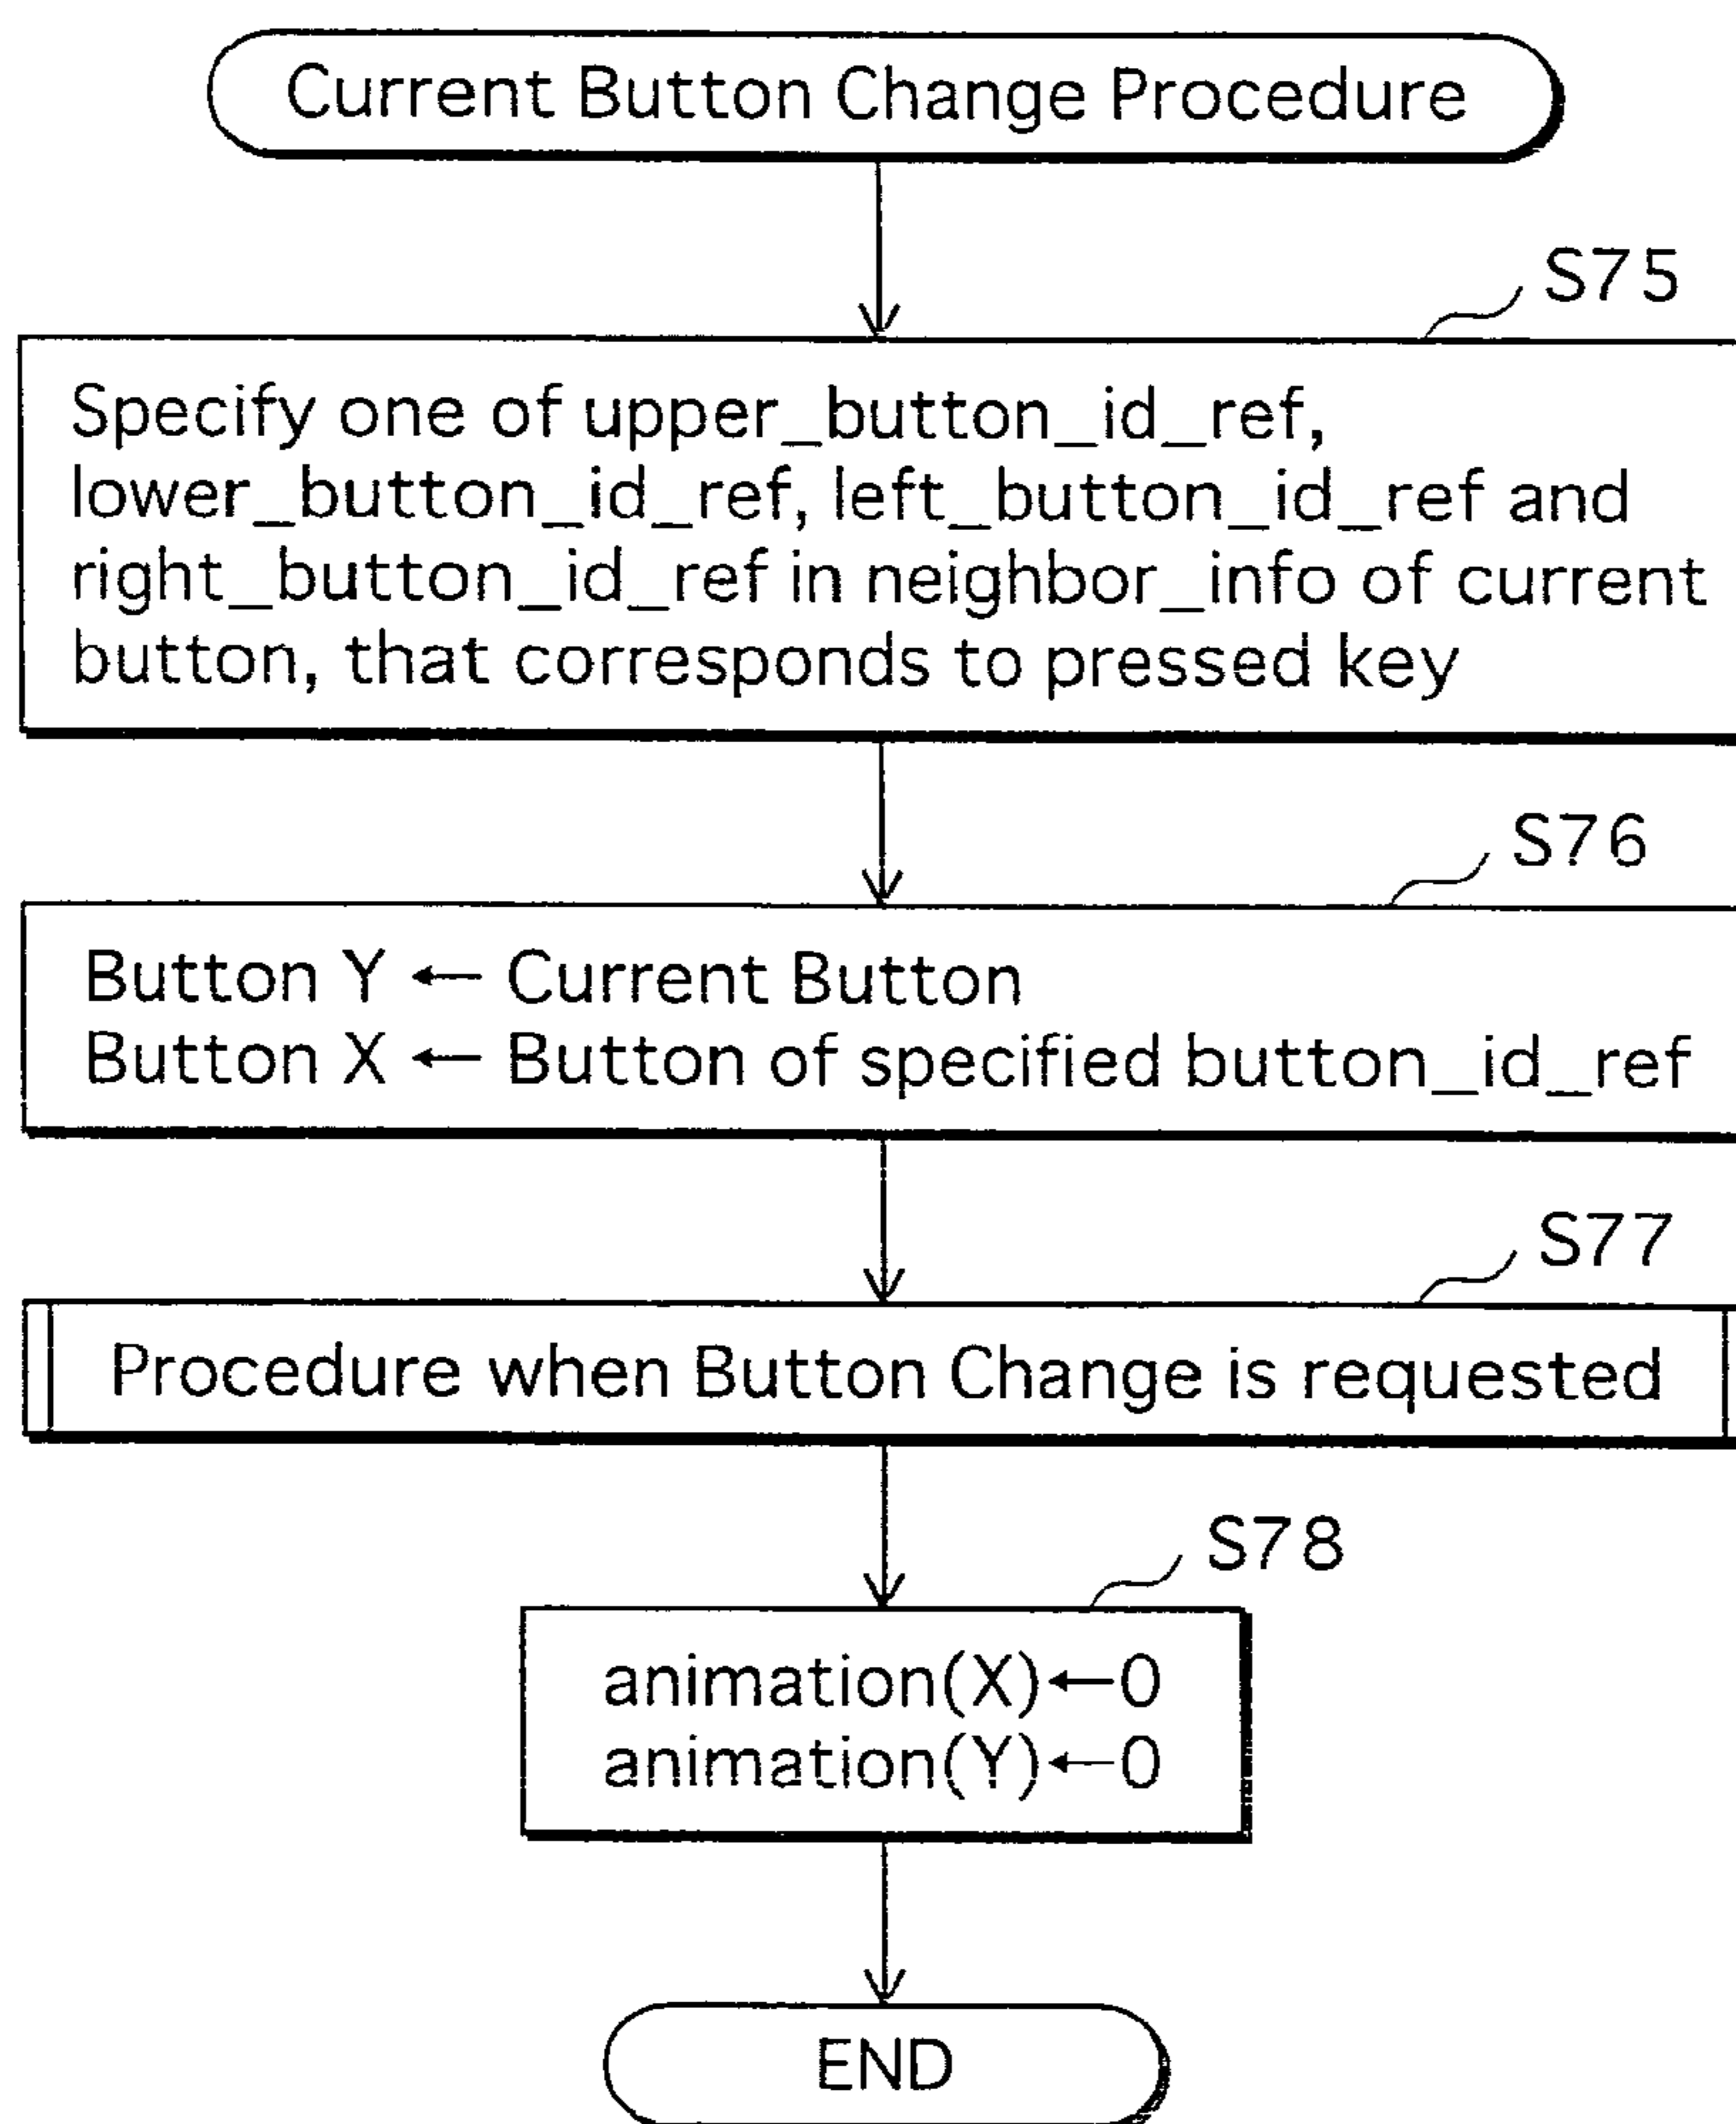 Current Button Change Procedure
S75
Specify one of upper_button_id_ref,
lower_button_id_ref, left_button_id_ref and
right_button_id_ref in neighbor_info of current
button, that corresponds to pressed key
S76
Button Y ← Current Button
Button X ← Button of specified button_id_ref
S77
Procedure when Button Change is requested
S78
animation(X)←0
animation(Y)←0
END